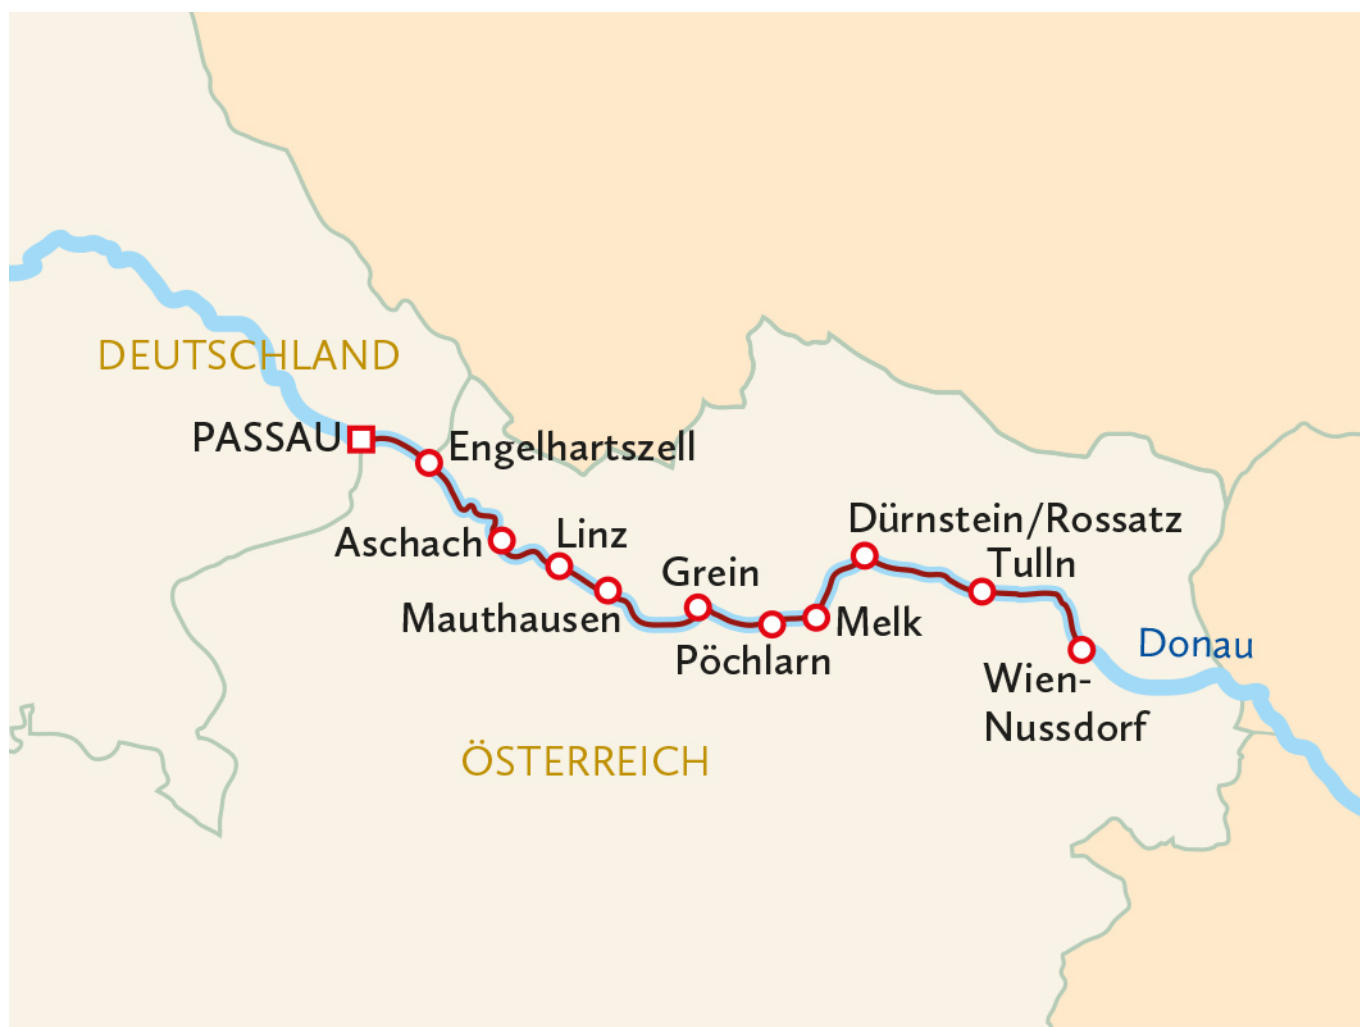 DEUTSCHLAND
PASSAU
Engelhartszell
Aschach
Linz
Mauthausen
Grein
Pöchlarn
Melk
Dürnstein/Rossatz
Tulln
Wien-
Nussdorf
Donau
ÖSTERREICH